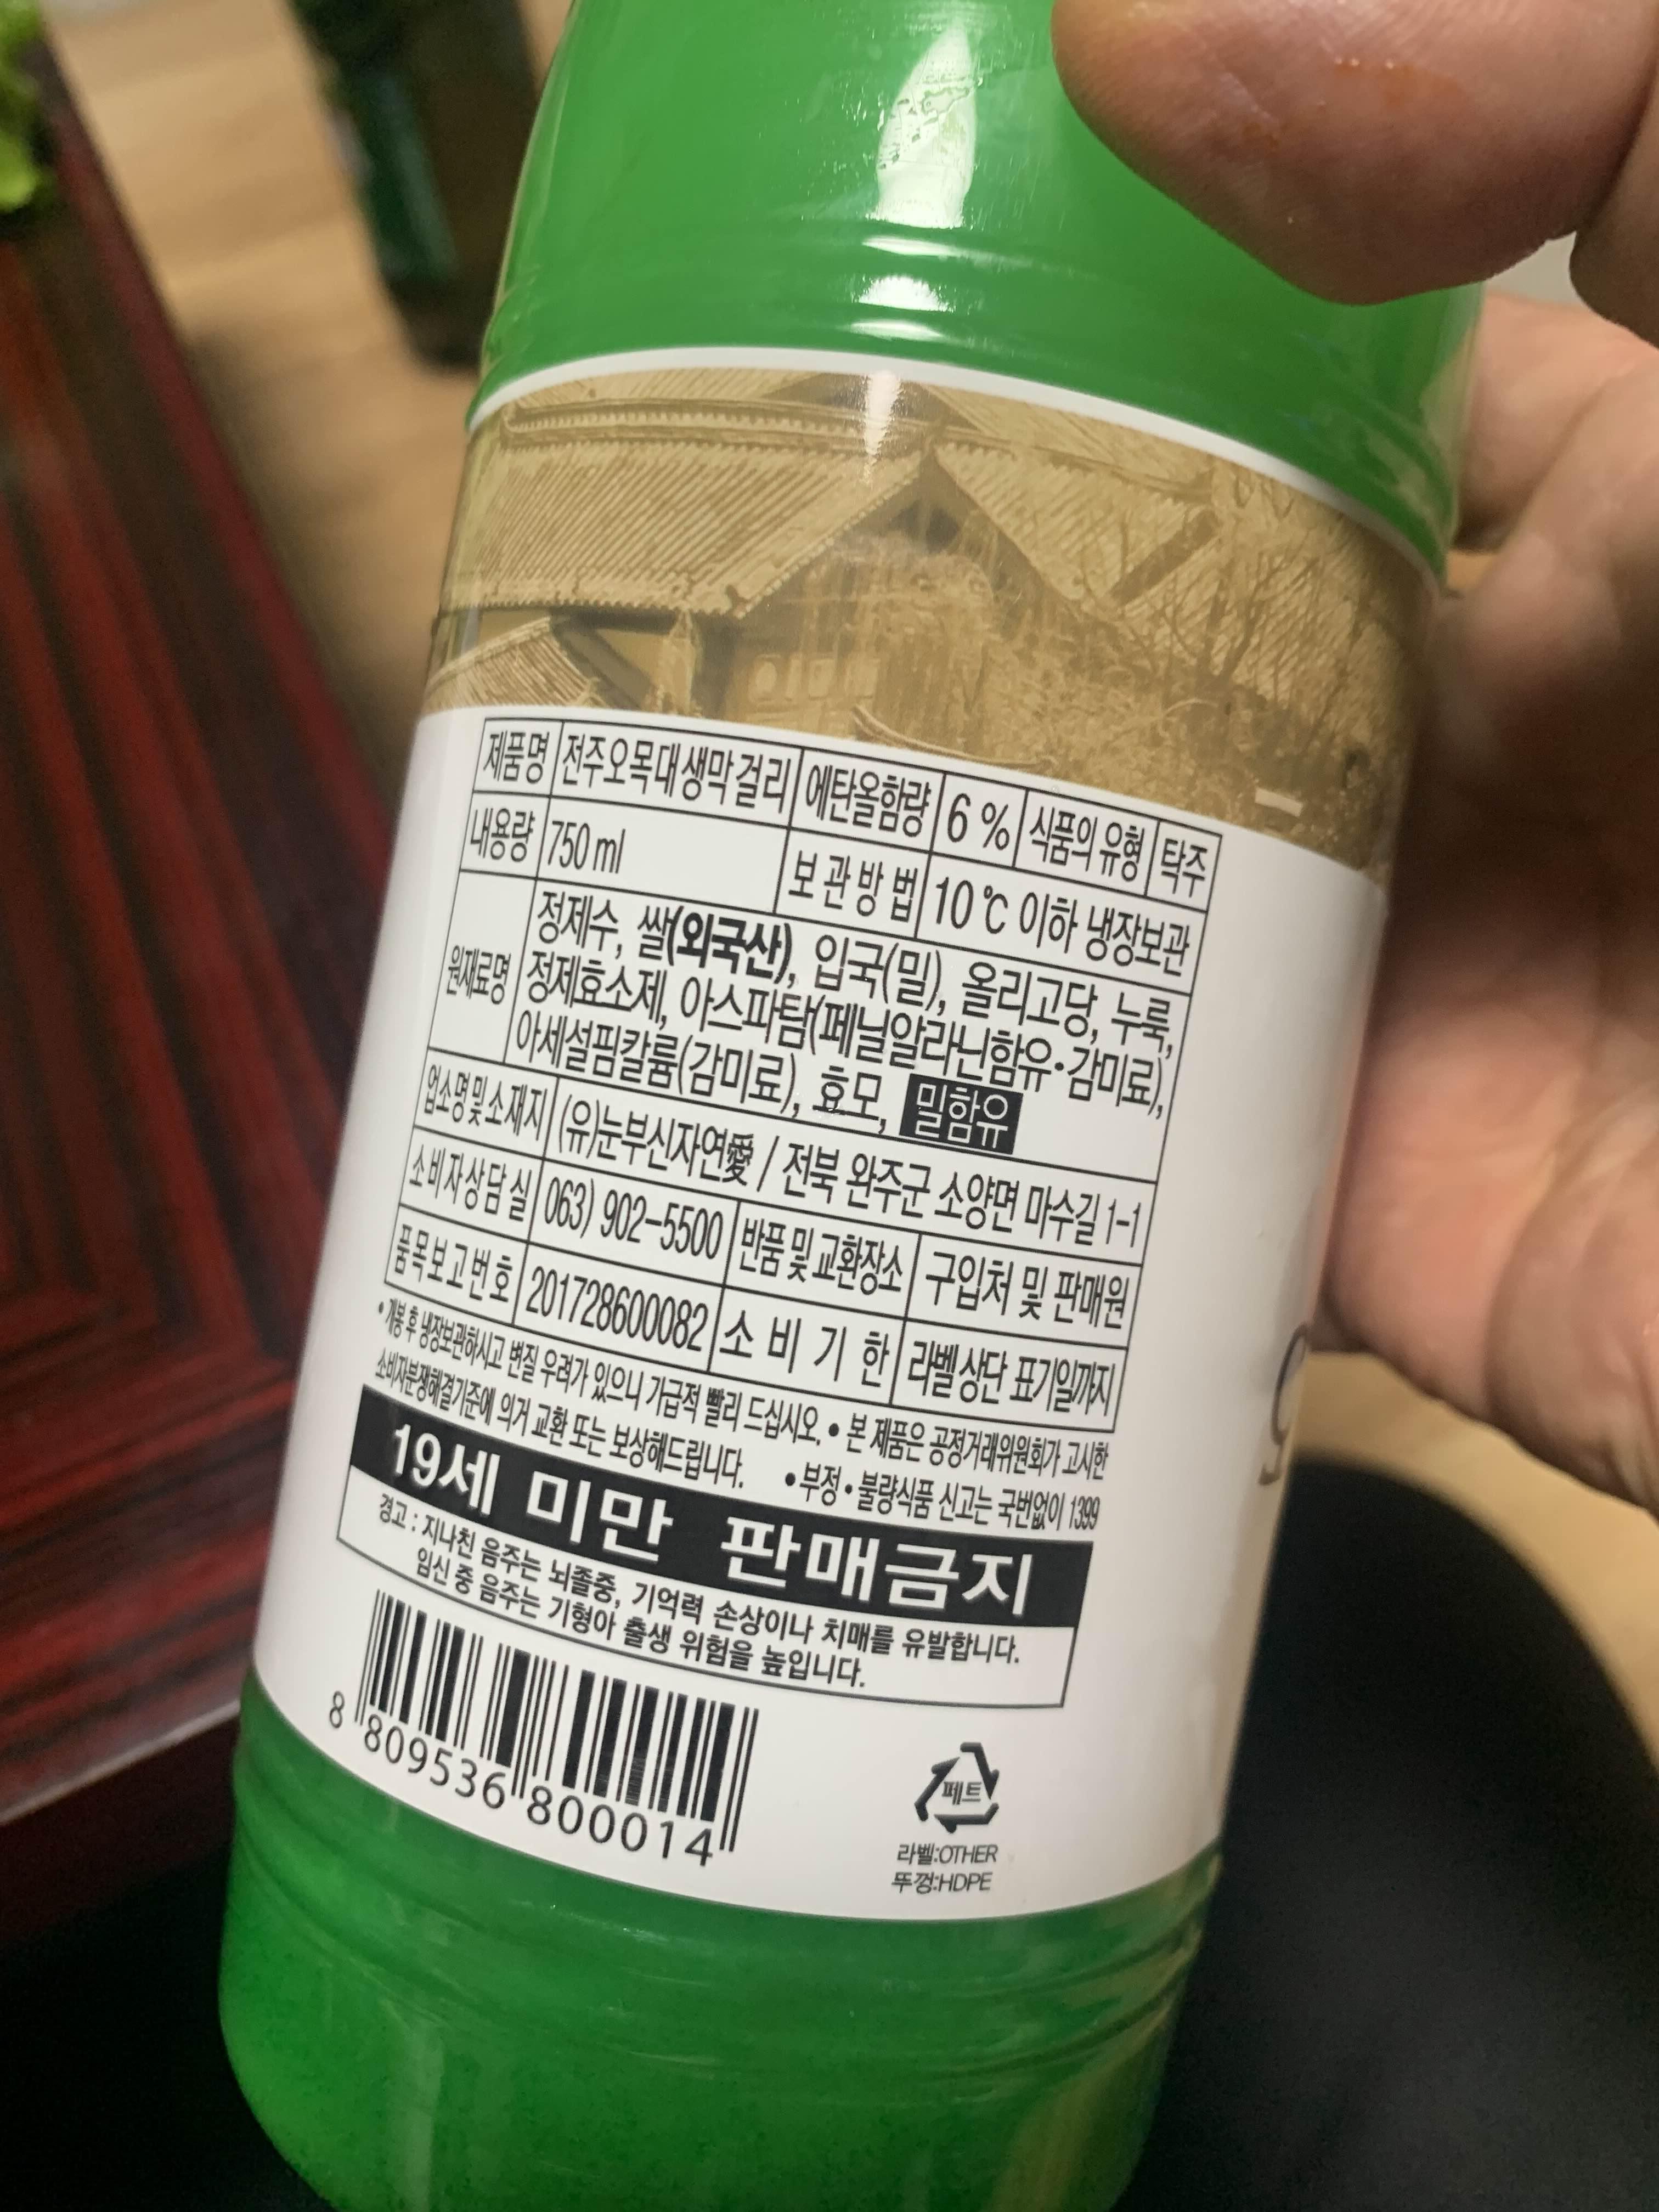 제품명 전주오목대생막걸리 에탄올함량 6 % 식품의 유형 탁주
내용량 750 ml 보관방법 10℃ 이하 냉장보관
원재료명 정제수, 쌀(외국산), 입국(밀), 올리고당, 누룩,
정제효소제, 아스파탐(페닐알라닌함유·감미료),
아세설핌칼륨(감미료), 효모, 밀함유
업소명및소재지 (유)눈부신자연愛 / 전북 완주군 소양면 마수길 1-1
소비자상담실 063) 902-5500 반품및교환장소 구입처 및 판매원
품목보고번호 201728600082 소비기한 라벨상단 표기일까지
• 개봉 후 냉장보관하시고 변질 우려가 있으니 가급적 빨리 드십시오. • 본 제품은 공정거래위원회가 고시한
소비자분쟁해결기준에 의거 교환 또는 보상해드립니다. • 부정·불량식품 신고는 국번없이 1399
19세 미만 판매금지
경고 : 지나친 음주는 뇌졸중, 기억력 손상이나 치매를 유발합니다.
임신 중 음주는 기형아 출생 위험을 높입니다.
8 809536 800014
페트
라벨:OTHER
뚜껑:HDPE